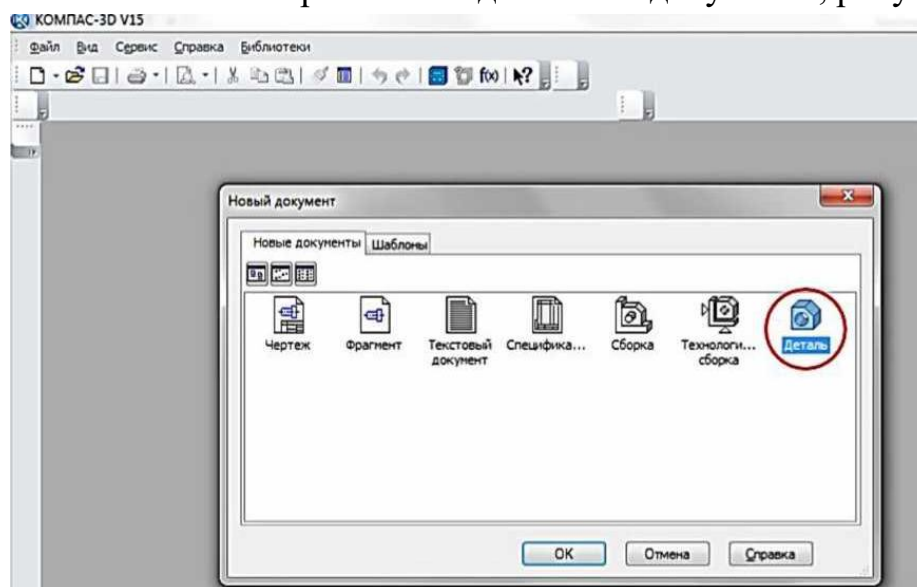 КОМПАС-3D V15
Файл Вид Сервис Справка Библиотеки
f(x)
Новый документ
Новые документы Шаблоны
Чертеж Фрагмент Текстовый документ Специфика... Сборка Технологи... сборка Деталь
ОК Отмена Справка